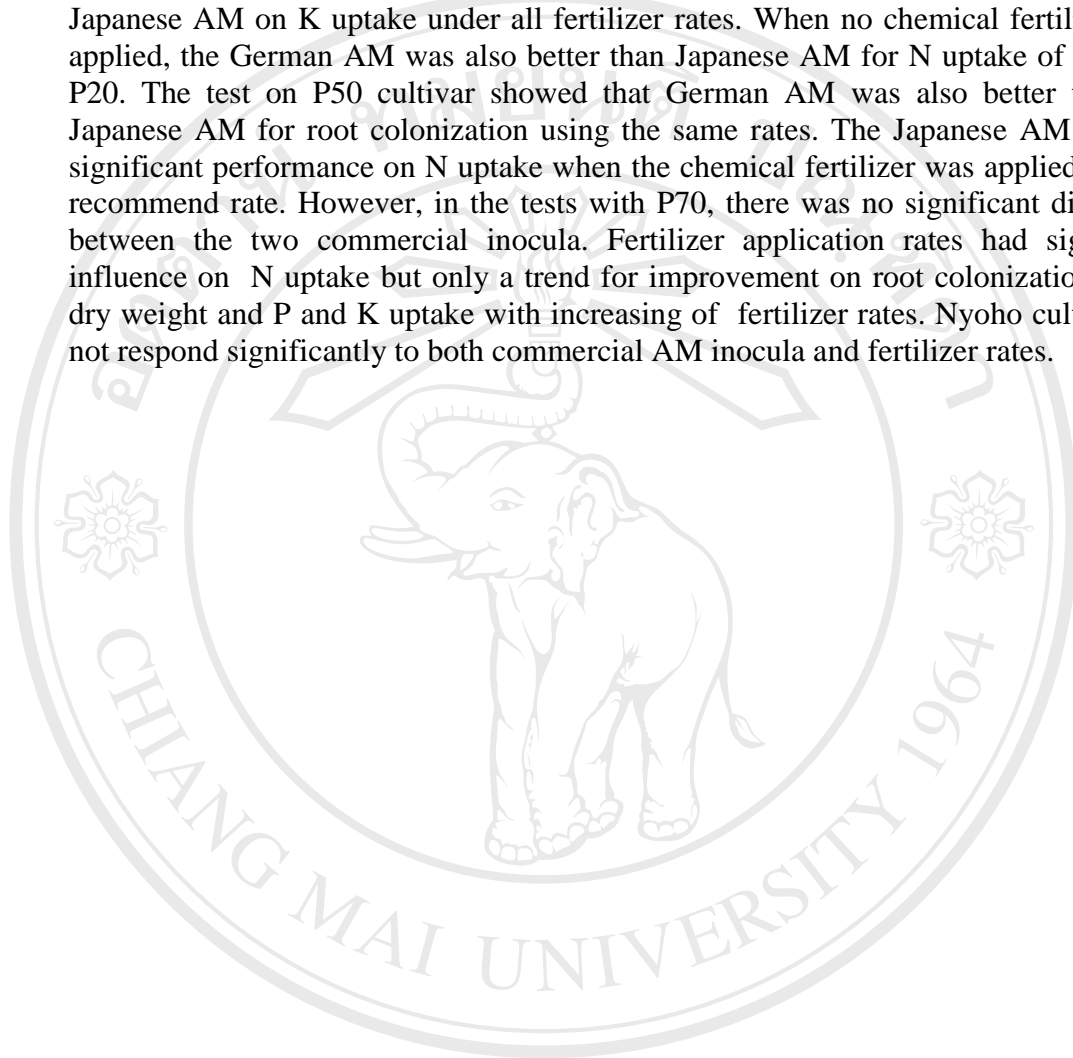 Japanese AM on K uptake under all fertilizer rates. When no chemical fertili
applied, the German AM was also better than Japanese AM for N uptake of
P20. The test on P50 cultivar showed that German AM was also better
Japanese AM for root colonization using the same rates. The Japanese AM
significant performance on N uptake when the chemical fertilizer was applied
recommend rate. However, in the tests with P70, there was no significant di
between the two commercial inocula. Fertilizer application rates had sig
influence on N uptake but only a trend for improvement on root colonizatio
dry weight and P and K uptake with increasing of fertilizer rates. Nyoho cult
not respond significantly to both commercial AM inocula and fertilizer rates.
CHIANG MAI UNIVERSITY 1964